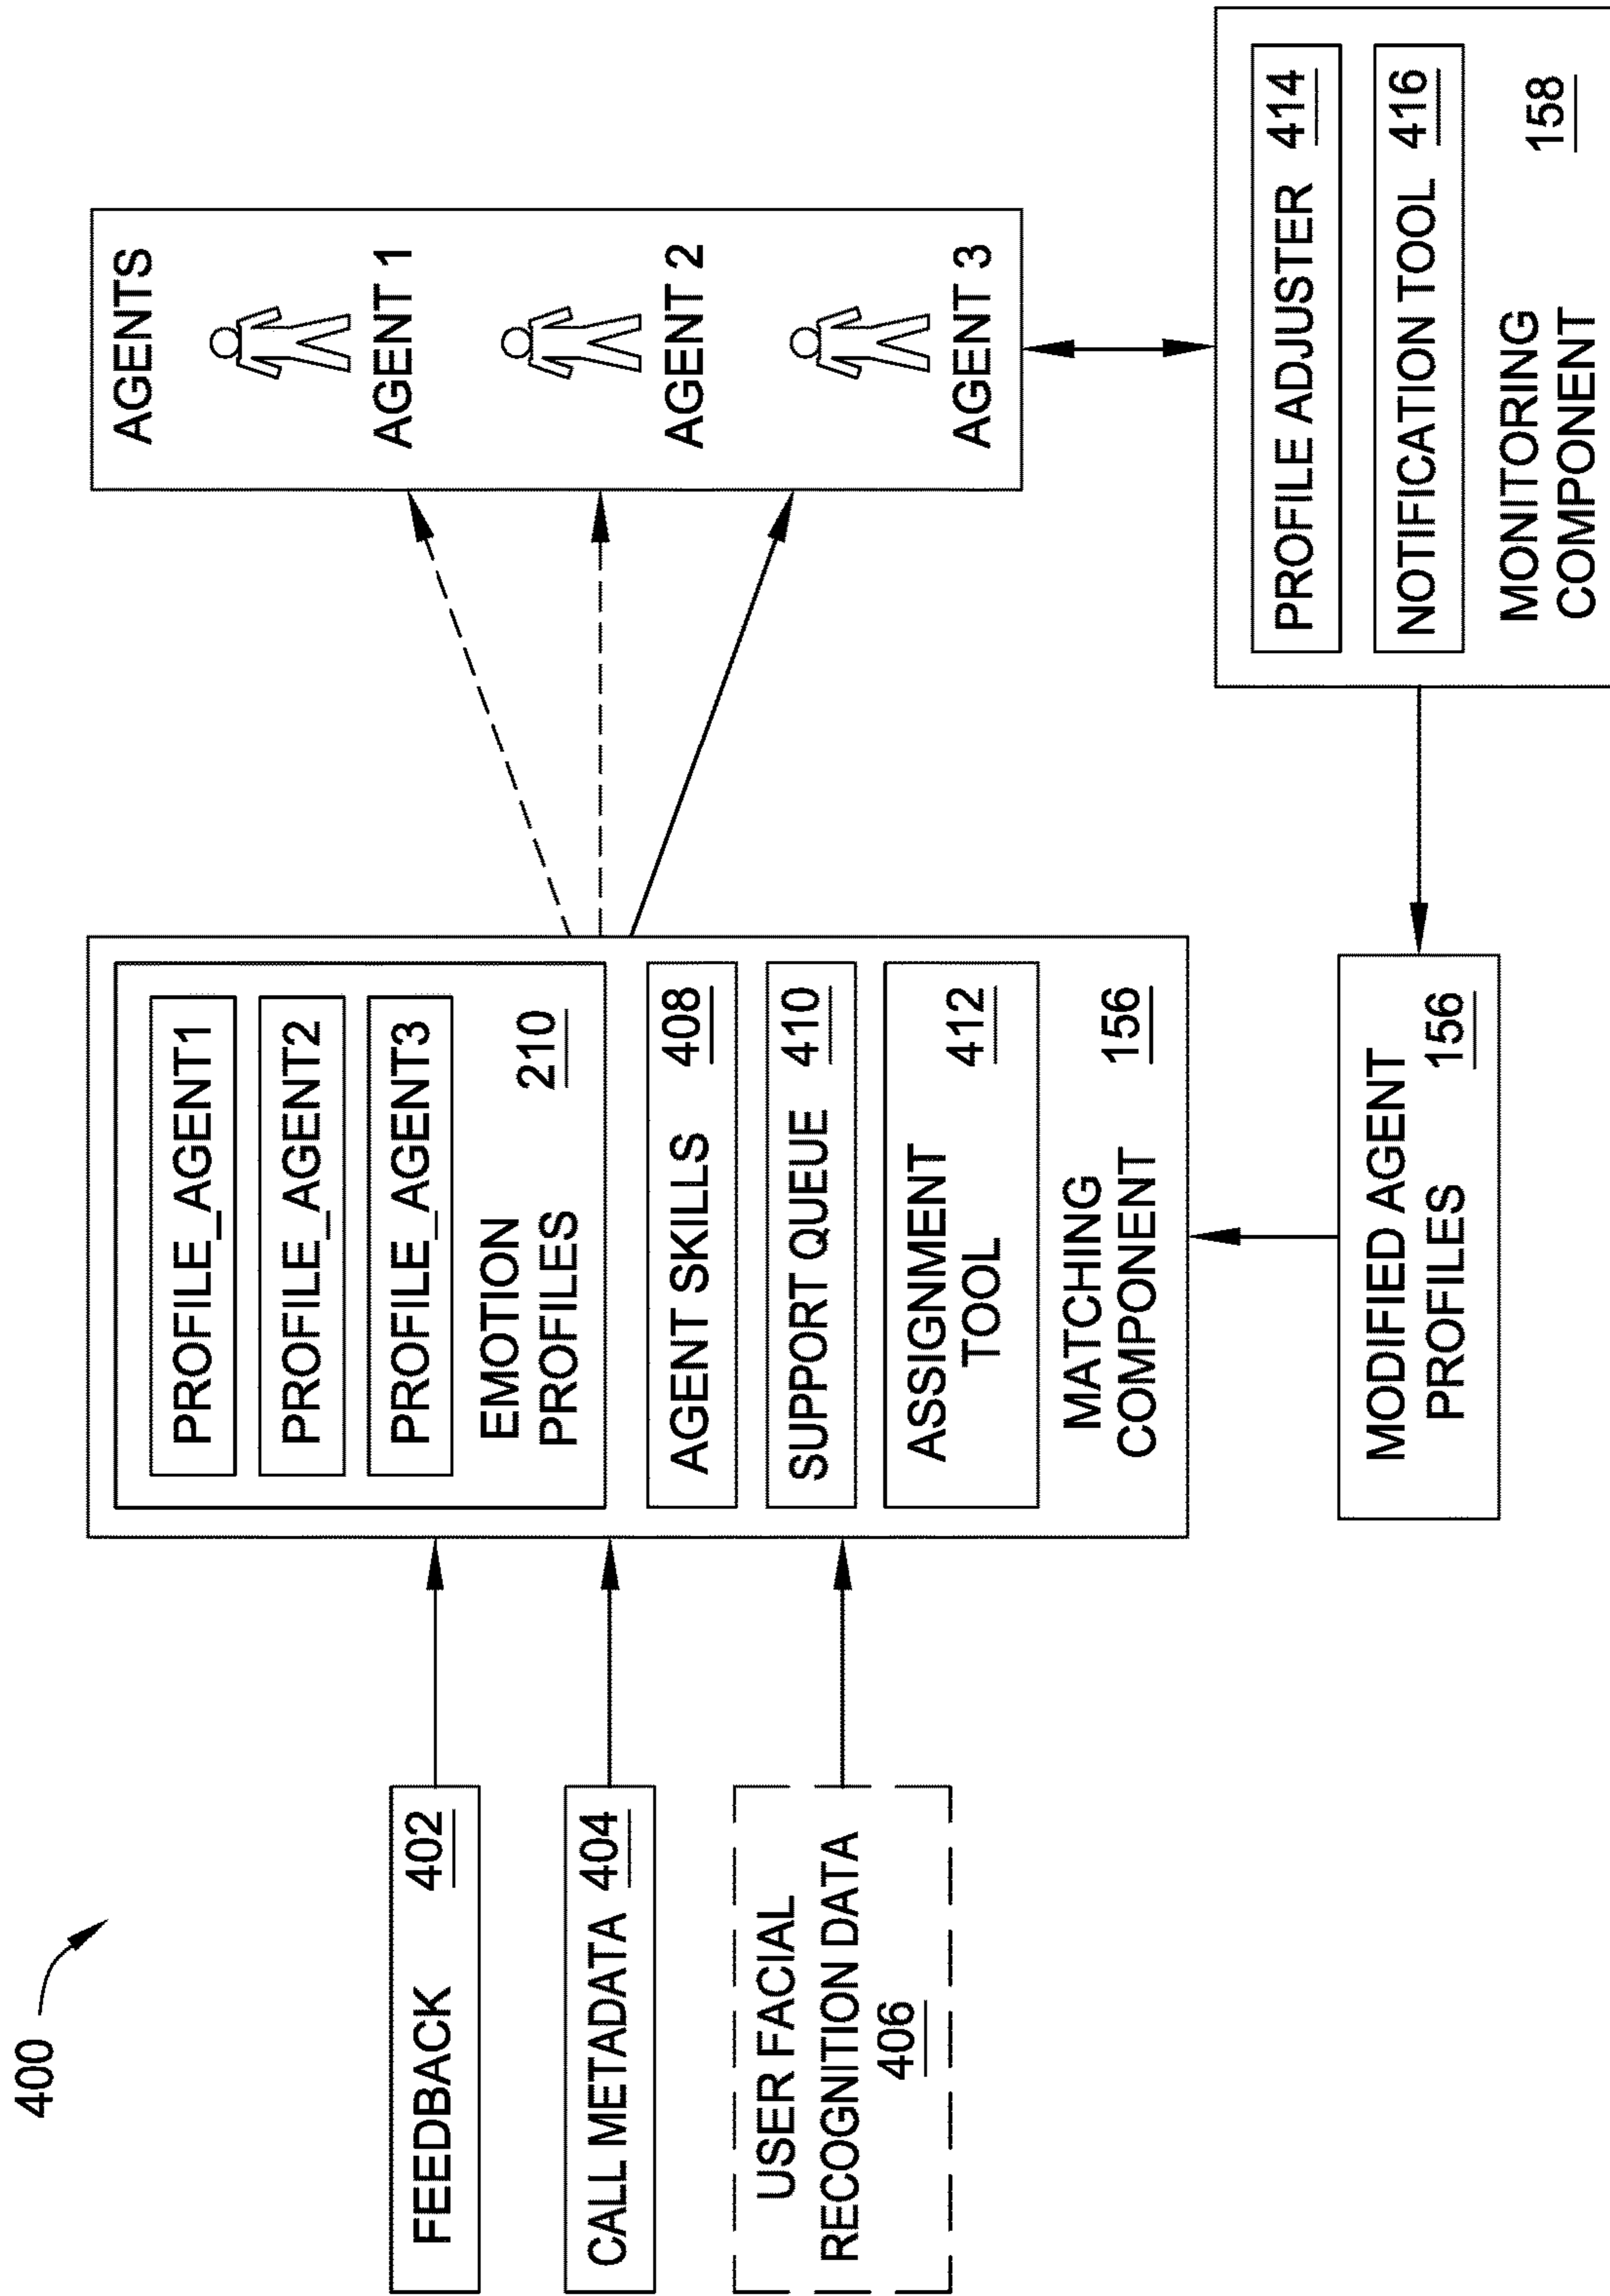 400
FEEDBACK 402
CALL METADATA 404
USER FACIAL
RECOGNITION DATA
406
PROFILE_AGENT1
PROFILE_AGENT2
PROFILE_AGENT3
EMOTION
PROFILES
210
AGENT SKILLS 408
SUPPORT QUEUE 410
ASSIGNMENT
TOOL
412
MATCHING
COMPONENT
156
MODIFIED AGENT
PROFILES
156
AGENTS
AGENT 1
AGENT 2
AGENT 3
PROFILE ADJUSTER 414
NOTIFICATION TOOL 416
MONITORING
COMPONENT
158